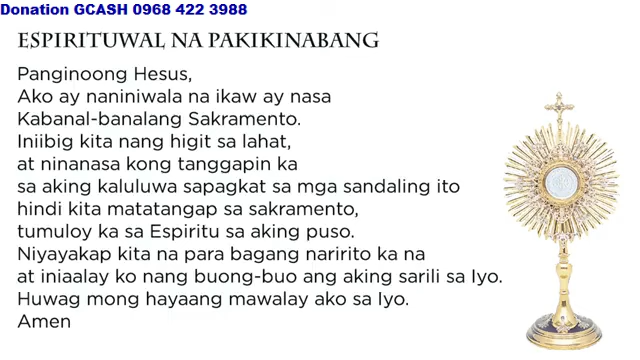 Donation GCASH 0968 422 3988
ESPIRITUWAL NA PAKIKINABANG
Panginoong Hesus,
Ako ay naniniwala na ikaw ay nasa
Kabanal-banalang Sakramento.
Iniibig kita nang higit sa lahat,
at ninanasa kong tanggapin ka
sa aking kaluluwa sapagkat sa mga sandaling ito
hindi kita matatangap sa sakramento,
tumuloy ka sa Espiritu sa aking puso.
Niyayakap kita na para bagang naririto ka na
at iniaalay ko nang buong-buo ang aking sarili sa Iyo.
Huwag mong hayaang mawalay ako sa Iyo.
Amen